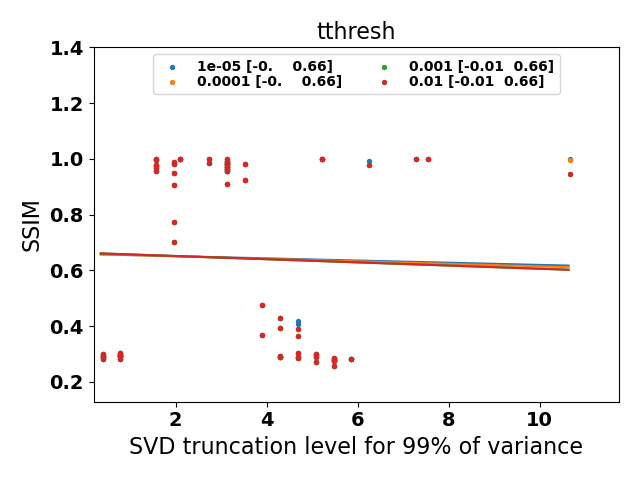 tthresh
1e-05 [-0.    0.66]
0.0001 [-0.    0.66]
0.001 [-0.01  0.66]
0.01 [-0.01  0.66]
SSIM
1.4
1.2
1.0
0.8
0.6
0.4
0.2
2 4 6 8 10
SVD truncation level for 99% of variance